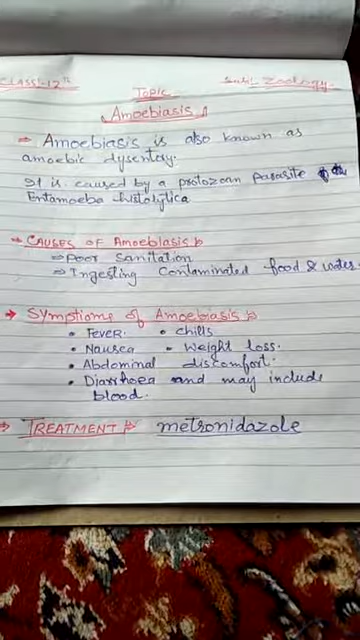 CLASS:-12th Topic Sub:- Zoology.
Amoebiasis
⇒ Amoebiasis is also known as
amoebic dysentery.
It is caused by a protozoan parasite
Entamoeba histolytica
→ CAUSES OF Amoebiasis
⇒ Poor Sanitation
⇒ Ingesting Contaminated food & water.
→ Symptioms of Amoebiasis
• Fever. • Chills
• Nausea • Weight loss.
• Abdominal discomfort.
• Diarrhoea and may include
blood.
⇒ TREATMENT metronidazole